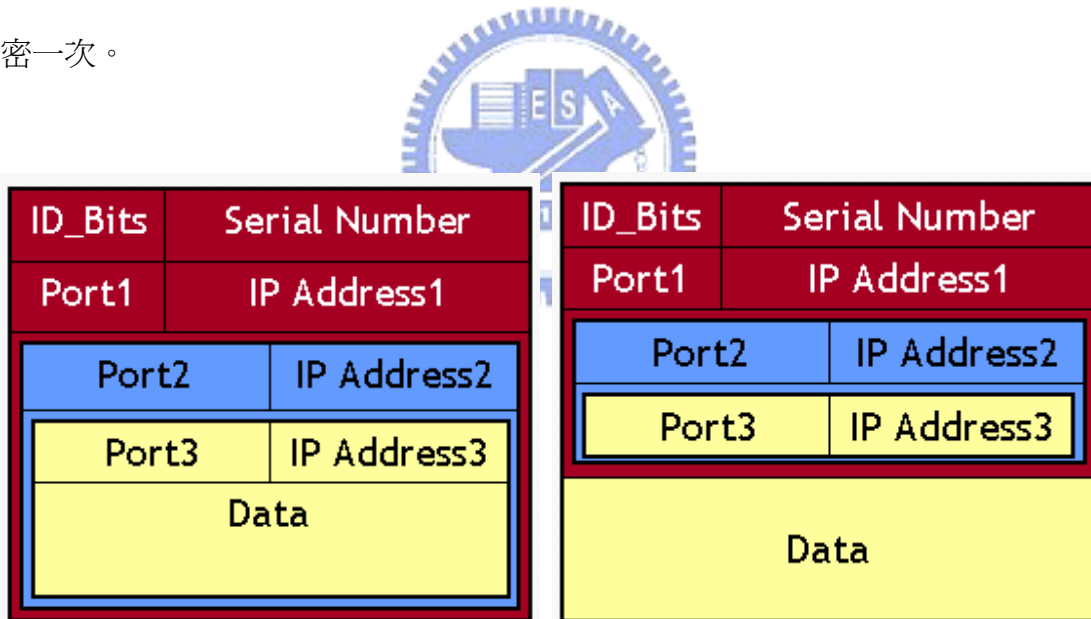 密一次。
E S A
ID_Bits Serial Number
Port1 IP Address1
Port2 IP Address2
Port3 IP Address3
Data
ID_Bits Serial Number
Port1 IP Address1
Port2 IP Address2
Port3 IP Address3
Data